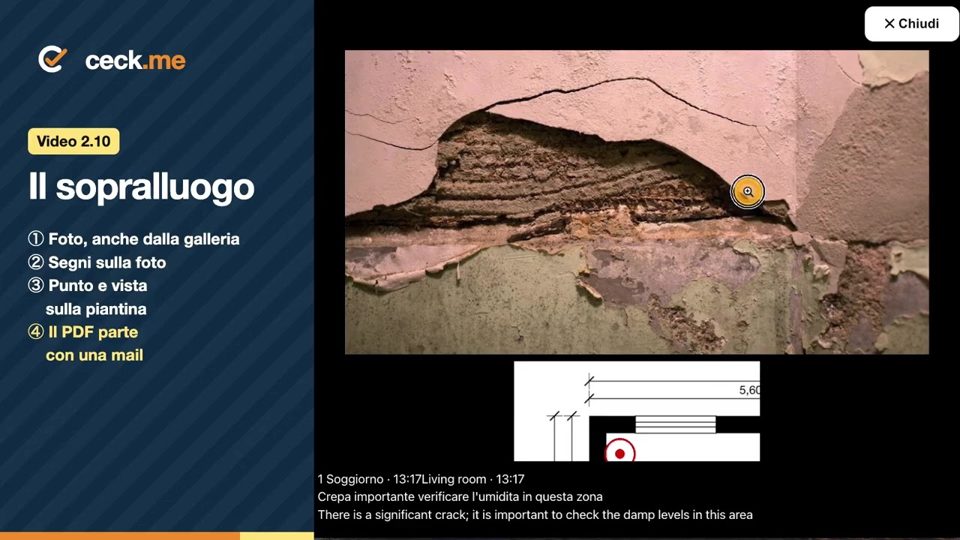 ceck.me
Video 2.10
Il sopralluogo
① Foto, anche dalla galleria
② Segni sulla foto
③ Punto e vista
sulla piantina
④ Il PDF parte
con una mail
✕ Chiudi
5,60
1 Soggiorno · 13:17Living room · 13:17
Crepa importante verificare l'umidita in questa zona
There is a significant crack; it is important to check the damp levels in this area